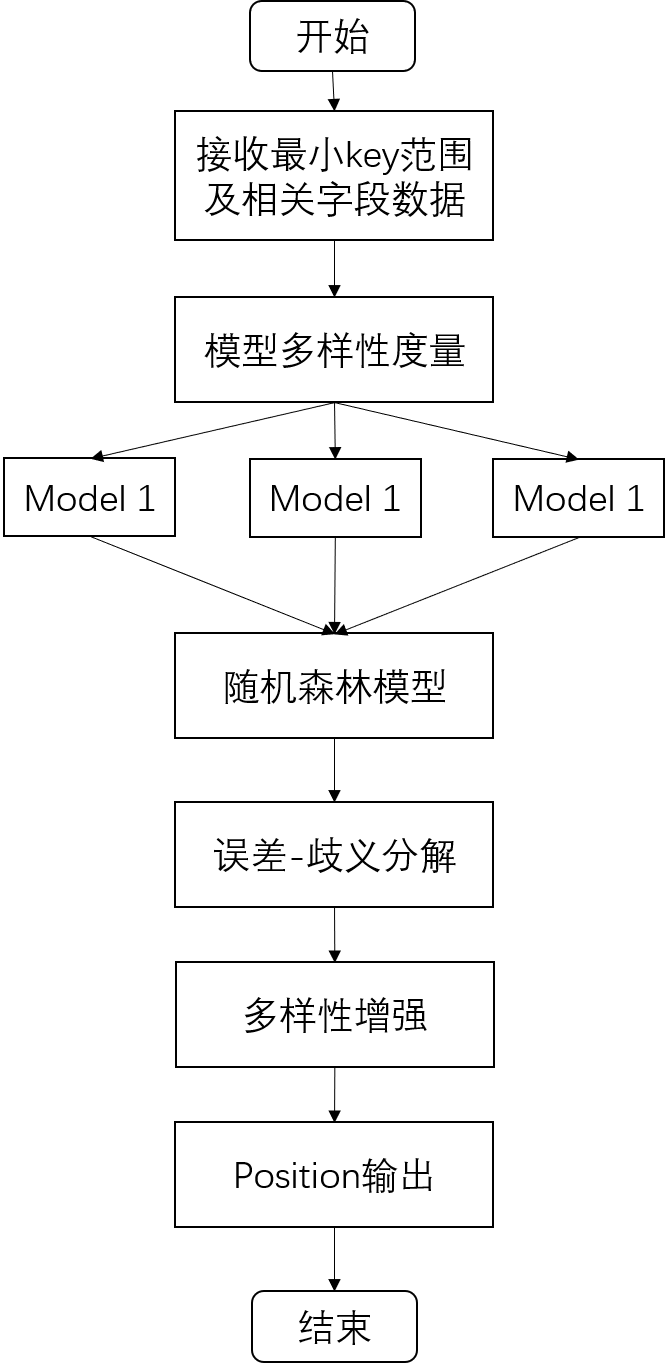 开始
接收最小key范围
及相关字段数据
模型多样性度量
Model 1
Model 1
Model 1
随机森林模型
误差-歧义分解
多样性增强
Position输出
结束